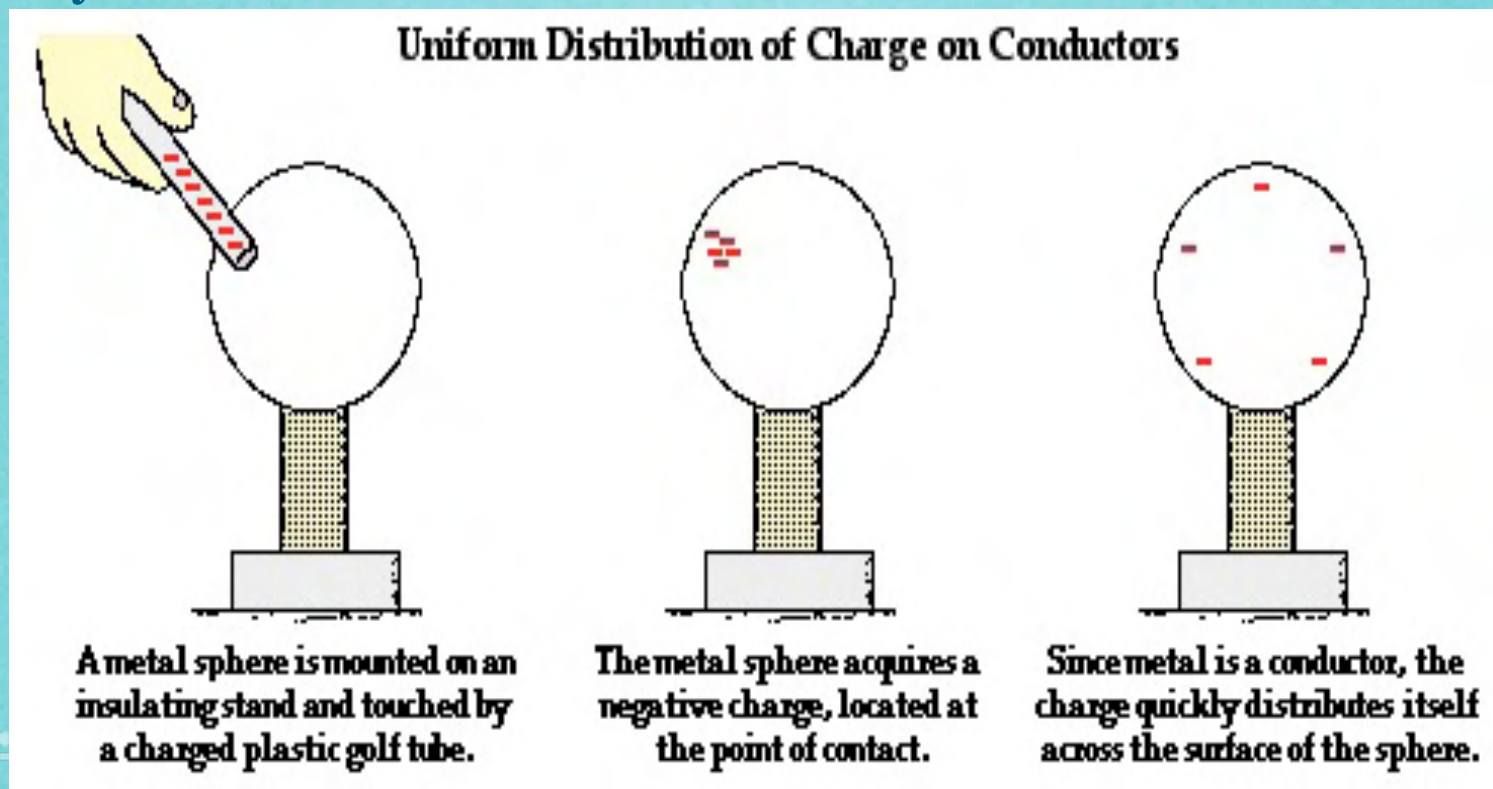 Uniform Distribution of Charge on Conductors
A metal sphere is mounted on an
insulating stand and touched by
a charged plastic golf tube.
The metal sphere acquires a
negative charge, located at
the point of contact.
Since metal is a conductor, the
charge quickly distributes itself
across the surface of the sphere.